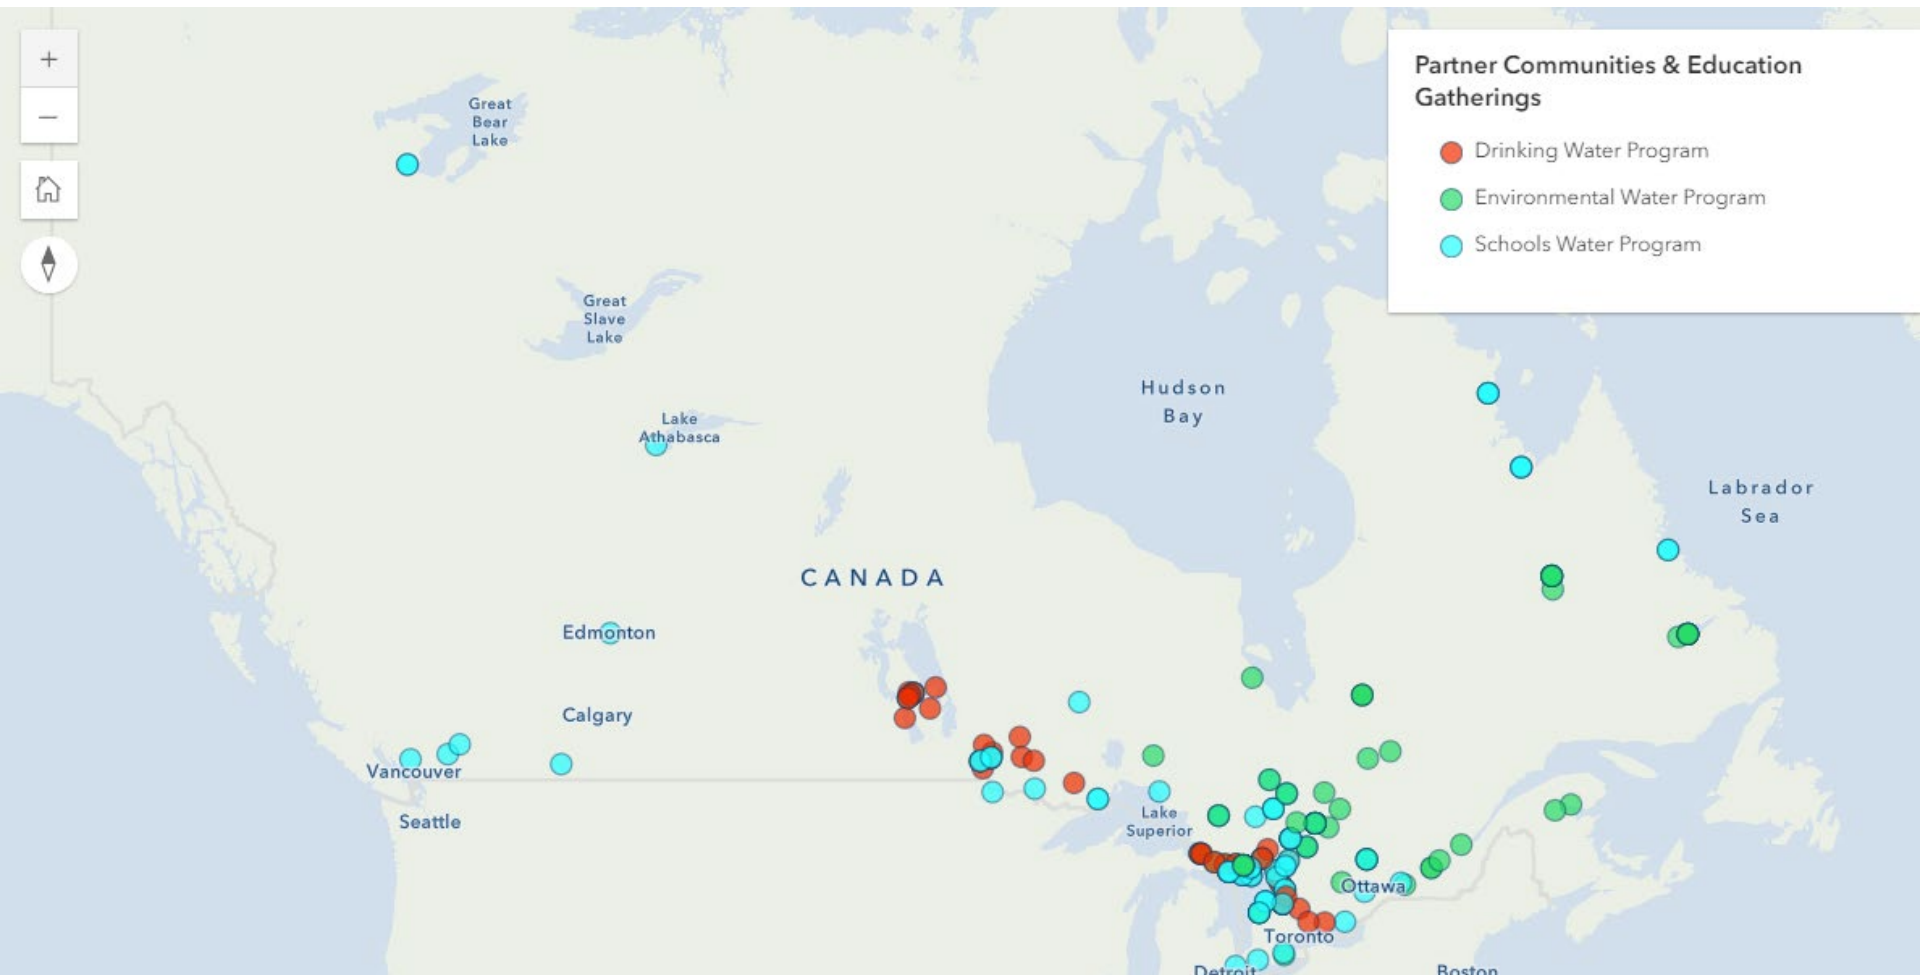 +
Great
Bear
Lake
Partner Communities & Education
Gatherings
Drinking Water Program
Environmental Water Program
Schools Water Program
−
Great
Slave
Lake
Hudson
Bay
Lake
Athabasca
Labrador
Sea
CANADA
Edmonton
Calgary
Vancouver
Seattle
Lake
Superior
Ottawa
Toronto
Detroit
Boston